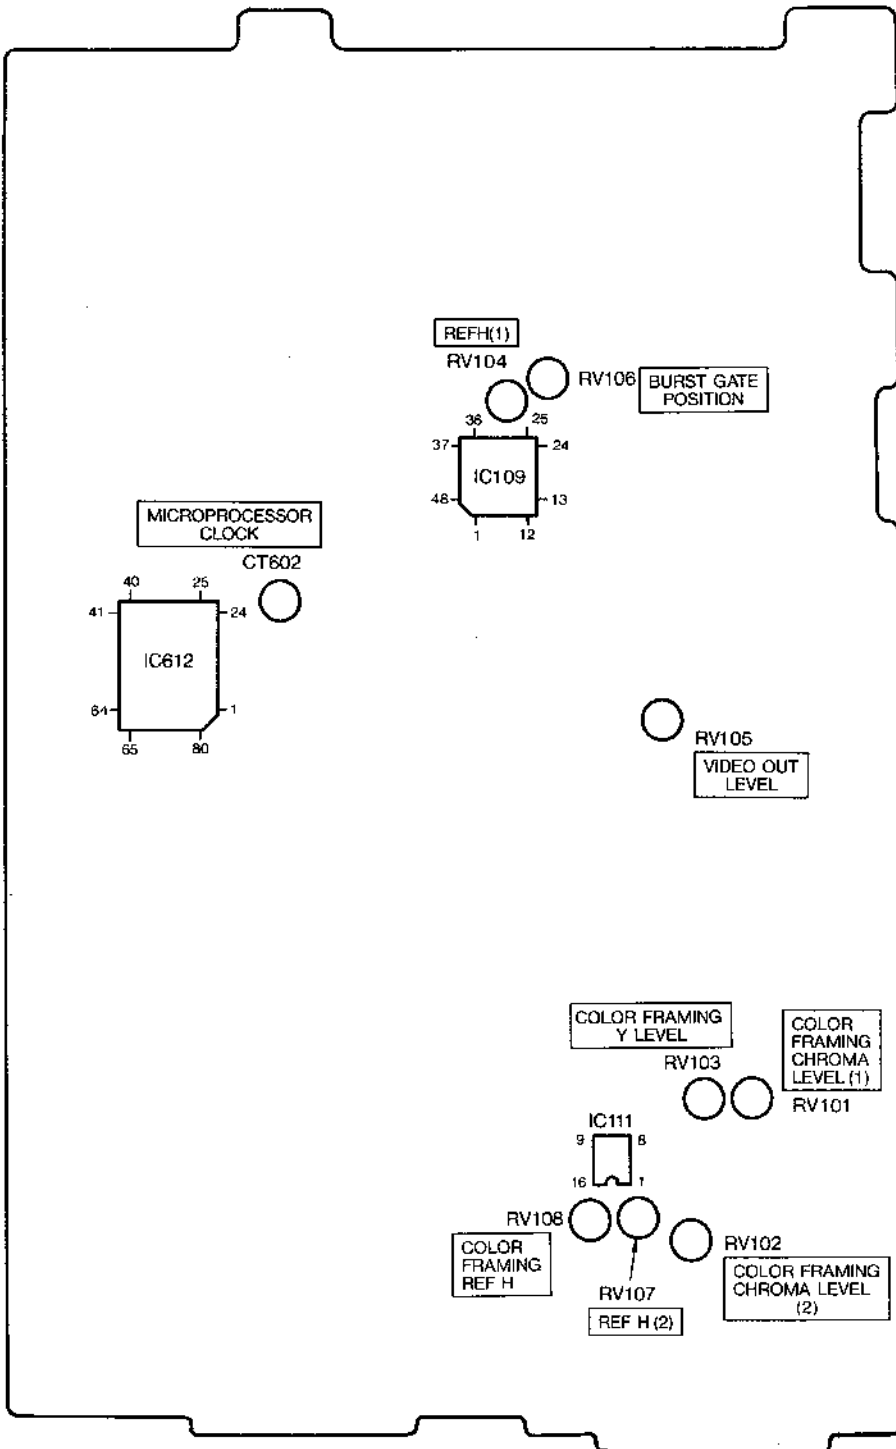 REFH(1)
RV104
RV106
BURST GATE
POSITION
36
25
37
24
IC109
48
13
1
12
MICROPROCESSOR
CLOCK
CT602
40
25
41
24
IC612
64
1
65
80
RV105
VIDEO OUT
LEVEL
COLOR FRAMING
Y LEVEL
RV103
COLOR
FRAMING
CHROMA
LEVEL (1)
RV101
IC111
9
8
16
1
RV108
COLOR
FRAMING
REF H
RV107
REF H (2)
RV102
COLOR FRAMING
CHROMA LEVEL
(2)